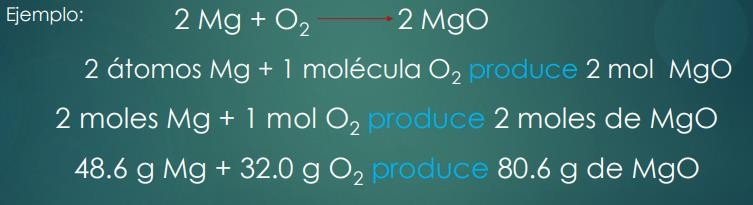 Ejemplo: 2 Mg + O₂ → 2 MgO
2 átomos Mg + 1 molécula O₂ produce 2 mol MgO
2 moles Mg + 1 mol O₂ produce 2 moles de MgO
48.6 g Mg + 32.0 g O₂ produce 80.6 g de MgO